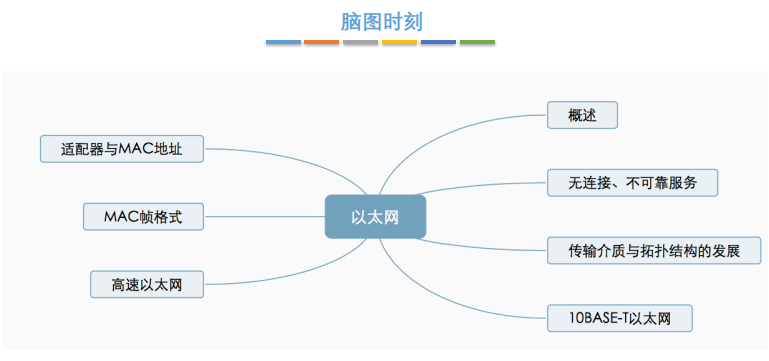 脑图时刻
概述
适配器与MAC地址
无连接、不可靠服务
以太网
MAC帧格式
传输介质与拓扑结构的发展
高速以太网
10BASE-T以太网